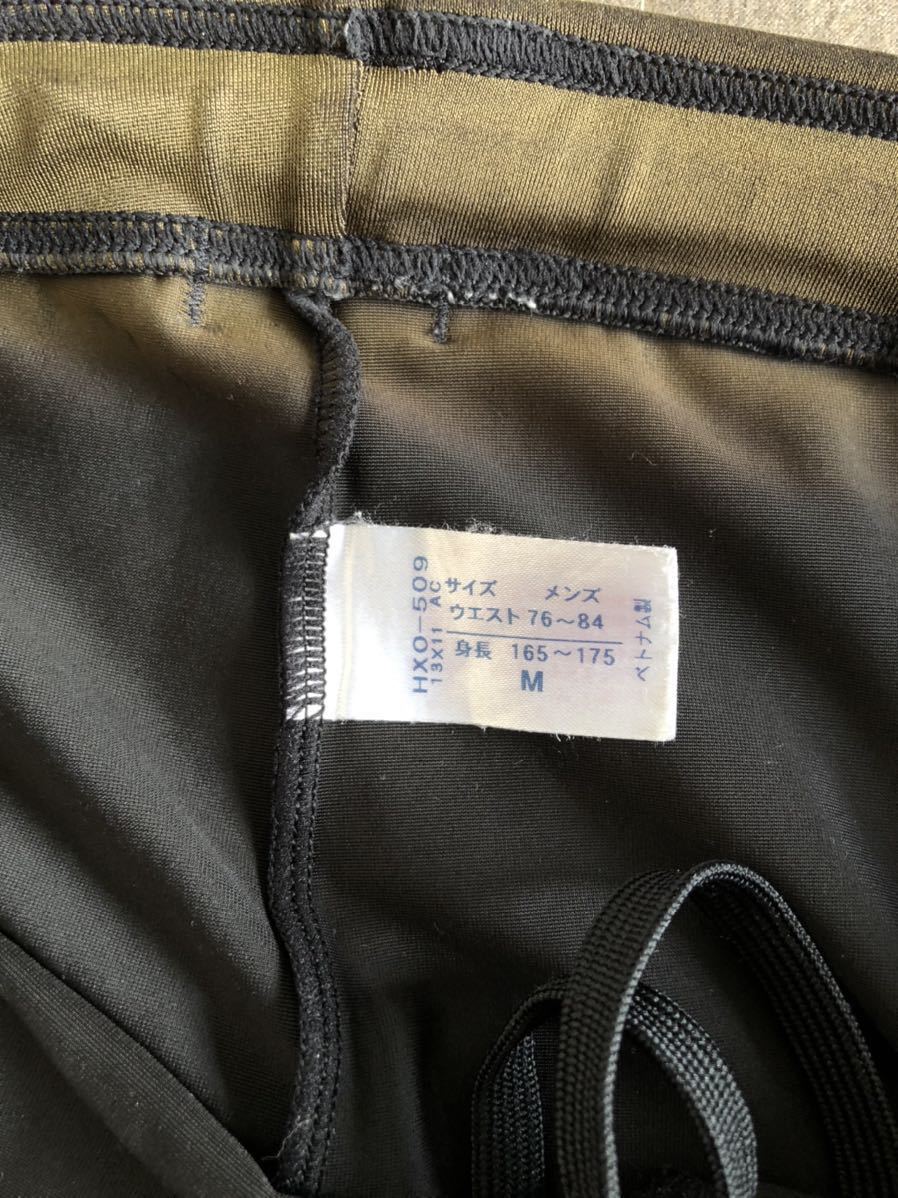 サイズ メンズ
ウエスト 76～84
身長 165～175
M
HXO-509
13X11 AC
ベトナム製